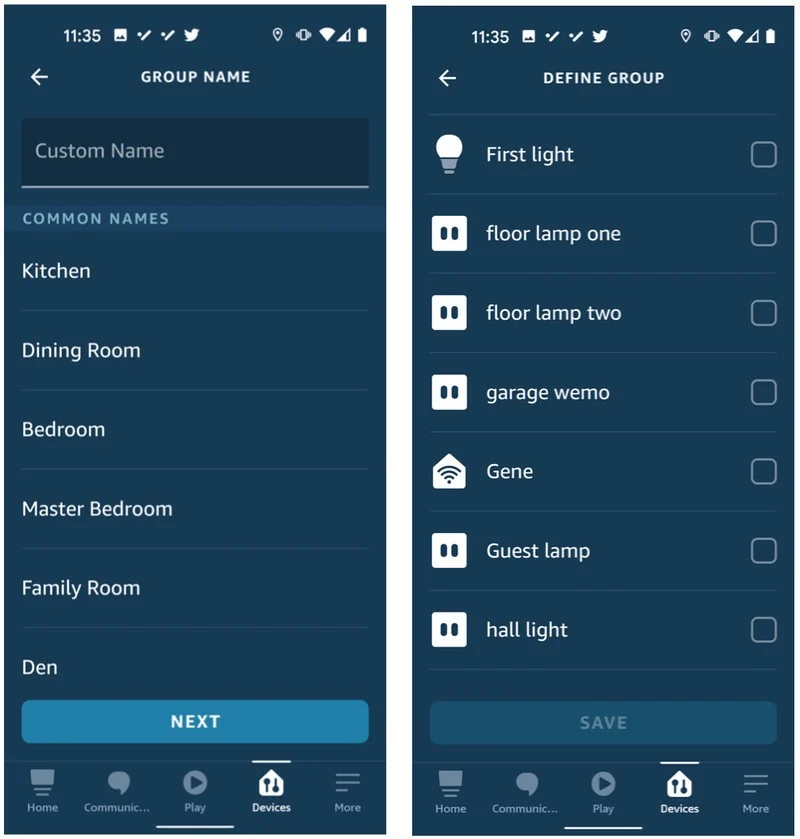 11:35
GROUP NAME
Custom Name
COMMON NAMES
Kitchen
Dining Room
Bedroom
Master Bedroom
Family Room
Den
NEXT
Home Communic... Play Devices More
11:35
DEFINE GROUP
First light
floor lamp one
floor lamp two
garage wemo
Gene
Guest lamp
hall light
SAVE
Home Communic... Play Devices More